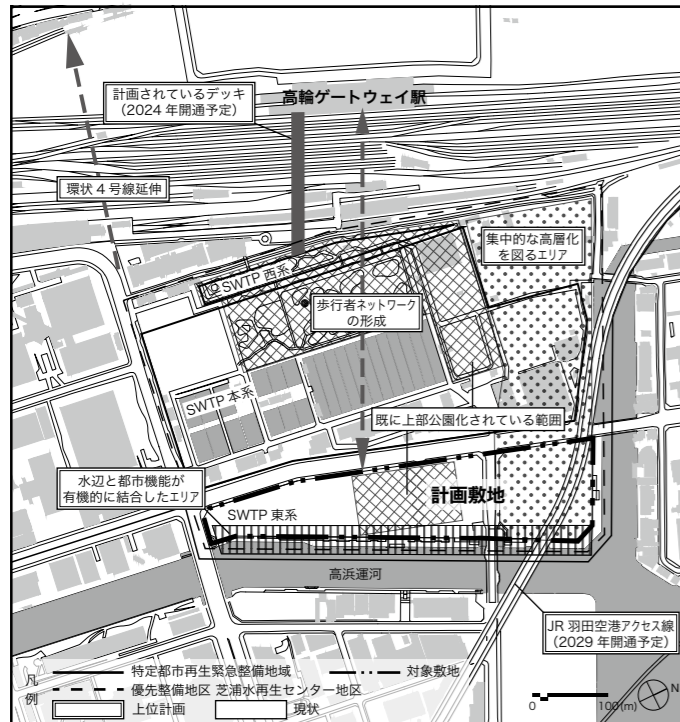 計画されているデッキ
（2024 年開通予定）
高輪ゲートウェイ駅
環状 4 号線延伸
集中的な高層化
を図るエリア
SWTP 西系
歩行者ネットワーク
の形成
SWTP 本系
既に上部公園化されている範囲
水辺と都市機能が
有機的に結合したエリア
計画敷地
SWTP 東系
高浜運河
JR 羽田空港アクセス線
（2029 年開通予定）
凡例
特定都市再生緊急整備地域
対象敷地
優先整備地区 芝浦水再生センター地区
上位計画
現状
0
100(m)
N